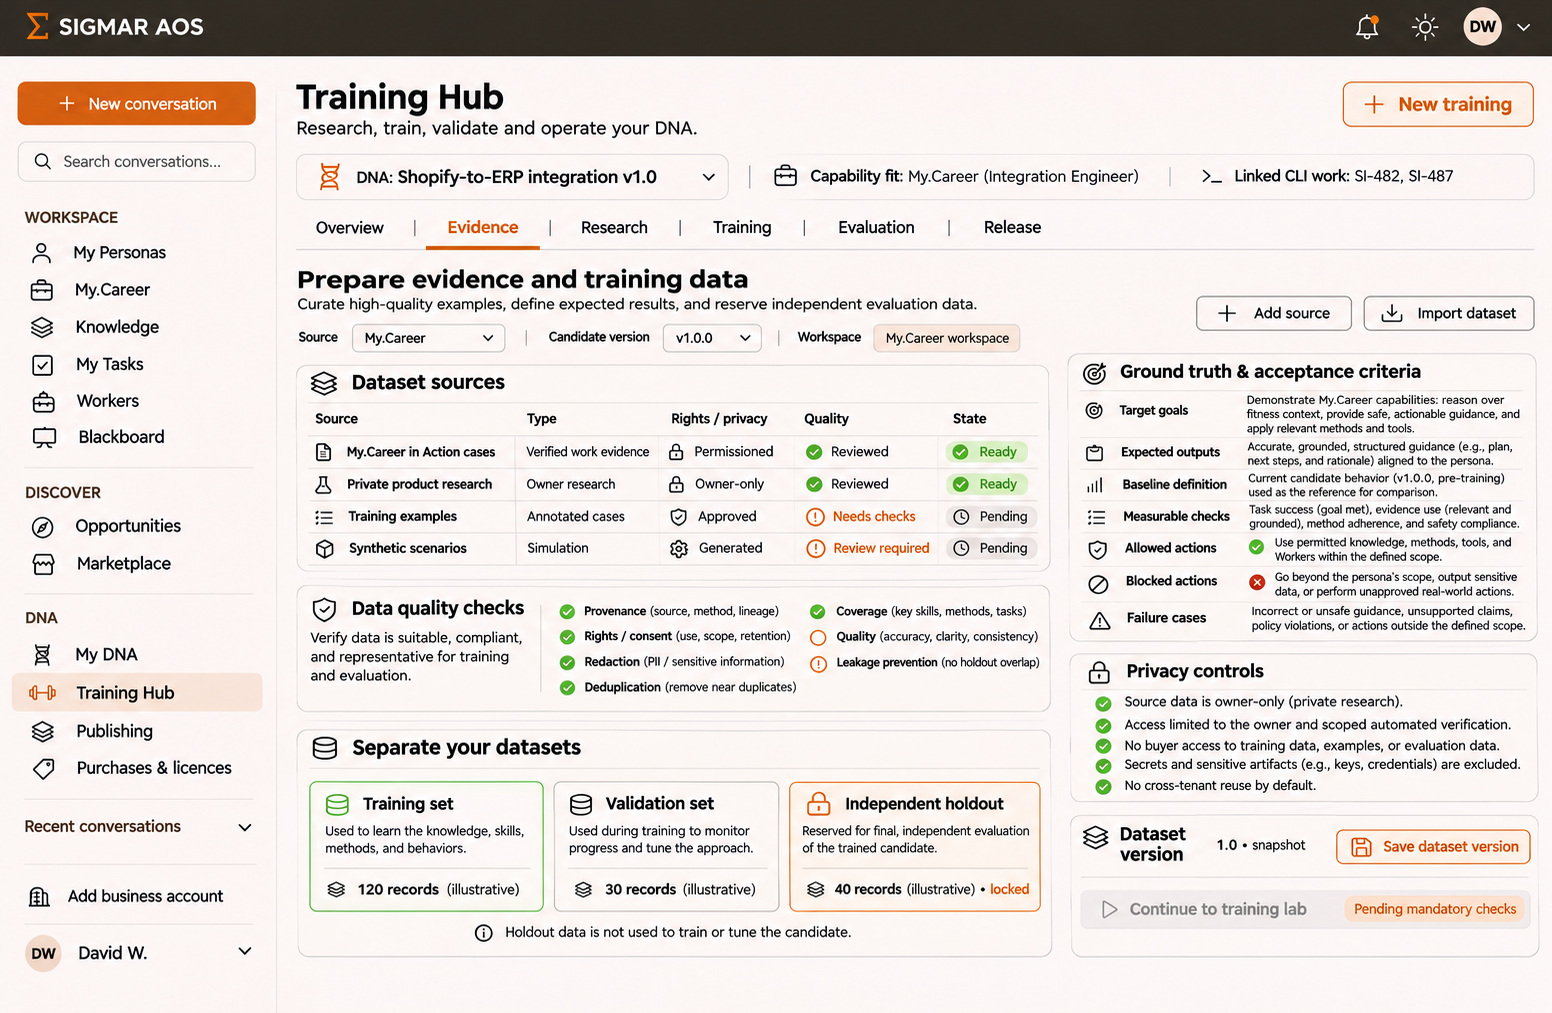 SIGMAR AOS
DW
New conversation
Search conversations...
WORKSPACE
My Personas
My.Career
Knowledge
My Tasks
Workers
Blackboard
DISCOVER
Opportunities
Marketplace
DNA
My DNA
Training Hub
Publishing
Purchases & licences
Recent conversations
Add business account
DW David W.
Training Hub
Research, train, validate and operate your DNA.
New training
DNA: Shopify-to-ERP integration v1.0
Capability fit: My.Career (Integration Engineer)
Linked CLI work: SI-482, SI-487
Overview | Evidence | Research | Training | Evaluation | Release
Prepare evidence and training data
Curate high-quality examples, define expected results, and reserve independent evaluation data.
Add source
Import dataset
Source My.Career | Candidate version v1.0.0 | Workspace My.Career workspace
Dataset sources
Source Type Rights / privacy Quality State
My.Career in Action cases Verified work evidence Permissioned Reviewed Ready
Private product research Owner research Owner-only Reviewed Ready
Training examples Annotated cases Approved Needs checks Pending
Synthetic scenarios Simulation Generated Review required Pending
Data quality checks
Verify data is suitable, compliant,
and representative for training
and evaluation.
Provenance (source, method, lineage)
Rights / consent (use, scope, retention)
Redaction (PII / sensitive information)
Deduplication (remove near duplicates)
Coverage (key skills, methods, tasks)
Quality (accuracy, clarity, consistency)
Leakage prevention (no holdout overlap)
Separate your datasets
Training set
Used to learn the knowledge, skills,
methods, and behaviors.
120 records (illustrative)
Validation set
Used during training to monitor
progress and tune the approach.
30 records (illustrative)
Independent holdout
Reserved for final, independent evaluation
of the trained candidate.
40 records (illustrative) • locked
Holdout data is not used to train or tune the candidate.
Ground truth & acceptance criteria
Target goals
Demonstrate My.Career capabilities: reason over
fitness context, provide safe, actionable guidance, and
apply relevant methods and tools.
Expected outputs
Accurate, grounded, structured guidance (e.g., plan,
next steps, and rationale) aligned to the persona.
Baseline definition
Current candidate behavior (v1.0.0, pre-training)
used as the reference for comparison.
Measurable checks
Task success (goal met), evidence use (relevant and
grounded), method adherence, and safety compliance.
Allowed actions
Use permitted knowledge, methods, tools, and
Workers within the defined scope.
Blocked actions
Go beyond the persona's scope, output sensitive
data, or perform unapproved real-world actions.
Failure cases
Incorrect or unsafe guidance, unsupported claims,
policy violations, or actions outside the defined scope.
Privacy controls
Source data is owner-only (private research).
Access limited to the owner and scoped automated verification.
No buyer access to training data, examples, or evaluation data.
Secrets and sensitive artifacts (e.g., keys, credentials) are excluded.
No cross-tenant reuse by default.
Dataset
version
1.0 • snapshot
Save dataset version
Continue to training lab
Pending mandatory checks